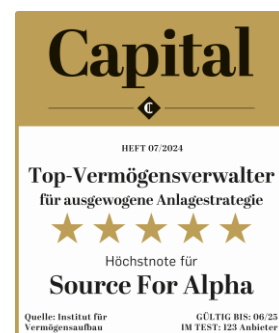 Capital
HEFT 07/2024
Top-Vermögensverwalter
für ausgewogene Anlagestrategie
Höchstnote für
Source For Alpha
Quelle: Institut für
Vermögensaufbau
GÜLTIG BIS: 06/25
IM TEST: 123 Anbieter